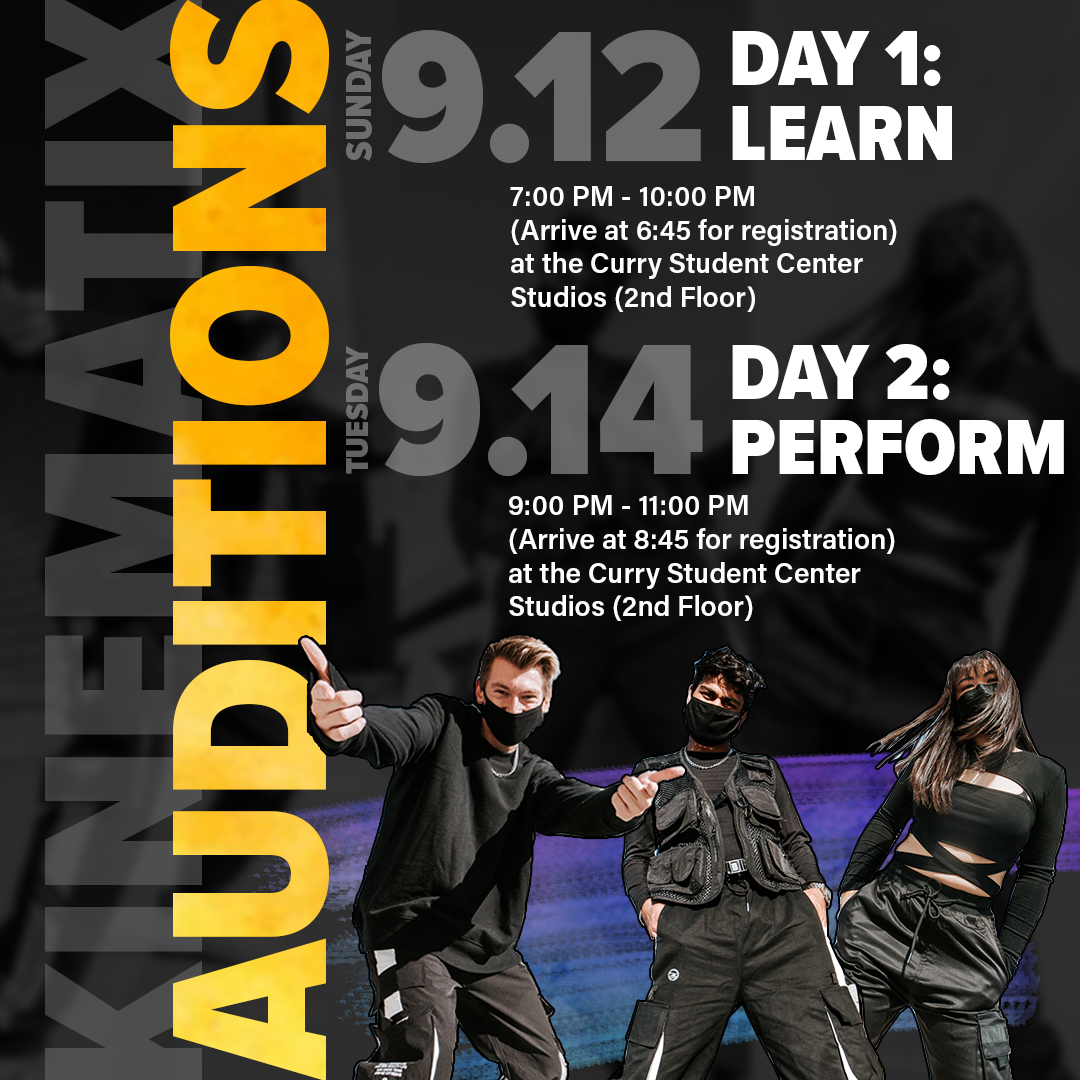 KINEMATIX
AUDITIONS
SUNDAY
9.12
DAY 1:
LEARN
7:00 PM - 10:00 PM
(Arrive at 6:45 for registration)
at the Curry Student Center
Studios (2nd Floor)
TUESDAY
9.14
DAY 2:
PERFORM
9:00 PM - 11:00 PM
(Arrive at 8:45 for registration)
at the Curry Student Center
Studios (2nd Floor)